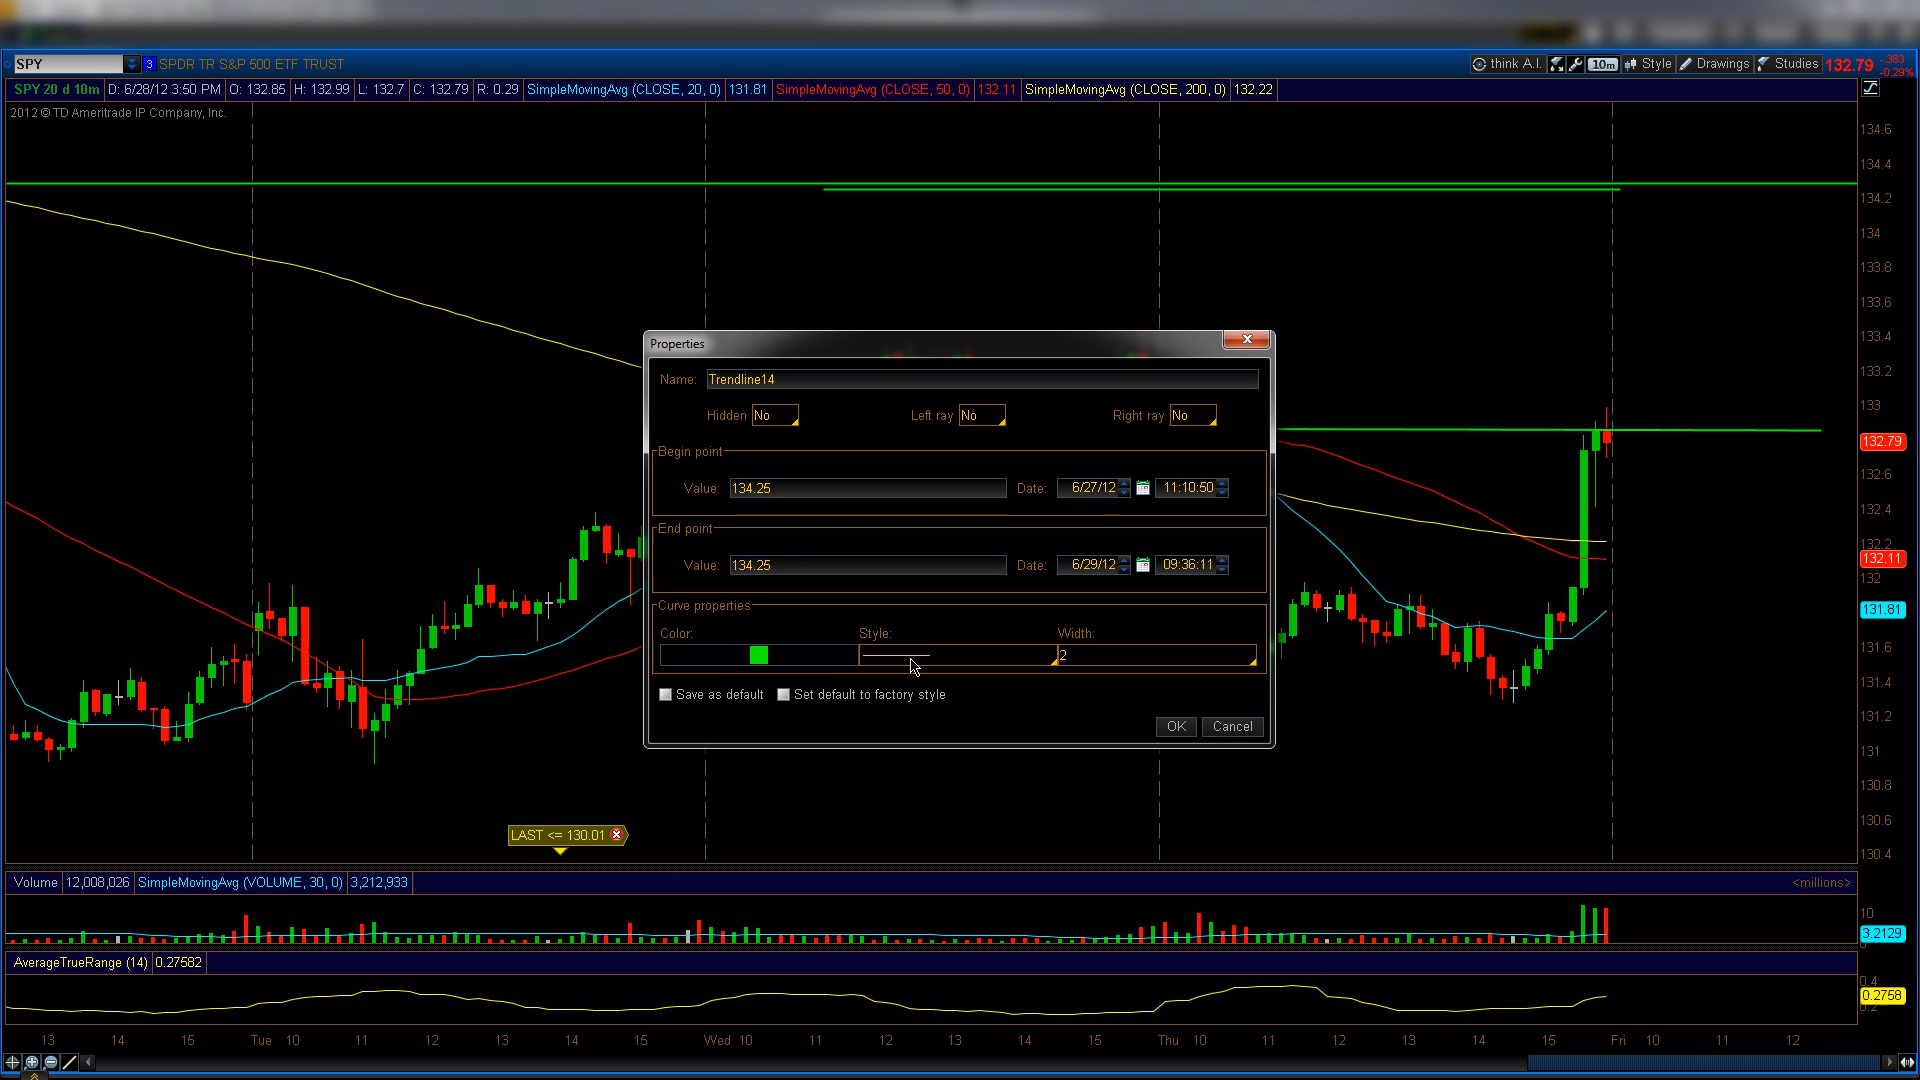 SPY 3 SPDR TR S&P 500 ETF TRUST think A.I. 10m Style Drawings Studies 132.79 -.383 -0.29%
SPY 20 d 10m D: 6/28/12 3:50 PM O: 132.85 H: 132.99 L: 132.7 C: 132.79 R: 0.29 SimpleMovingAvg (CLOSE, 20, 0) 131.81 SimpleMovingAvg (CLOSE, 50, 0) 132.11 SimpleMovingAvg (CLOSE, 200, 0) 132.22
2012 © TD Ameritrade IP Company, Inc.
134.6
134.4
134.2
134
133.8
133.6
133.4
133.2
133
132.79
132.6
132.4
132.2
132.11
132
131.81
131.6
131.4
131.2
131
130.8
130.6
130.4
Properties
Name: Trendline14
Hidden No Left ray No Right ray No
Begin point
Value: 134.25 Date: 6/27/12 11:10:50
End point
Value: 134.25 Date: 6/29/12 09:36:11
Curve properties
Color: Style: Width:
2
Save as default Set default to factory style
OK Cancel
LAST <= 130.01
Volume 12,008,026 SimpleMovingAvg (VOLUME, 30, 0) 3,212,933 <millions>
10
3.2129
AverageTrueRange (14) 0.27582
0.4
0.2758
0.2
13 14 15 Tue 10 11 12 13 14 15 Wed 10 11 12 13 14 15 Thu 10 11 12 13 14 15 Fri 10 11 12